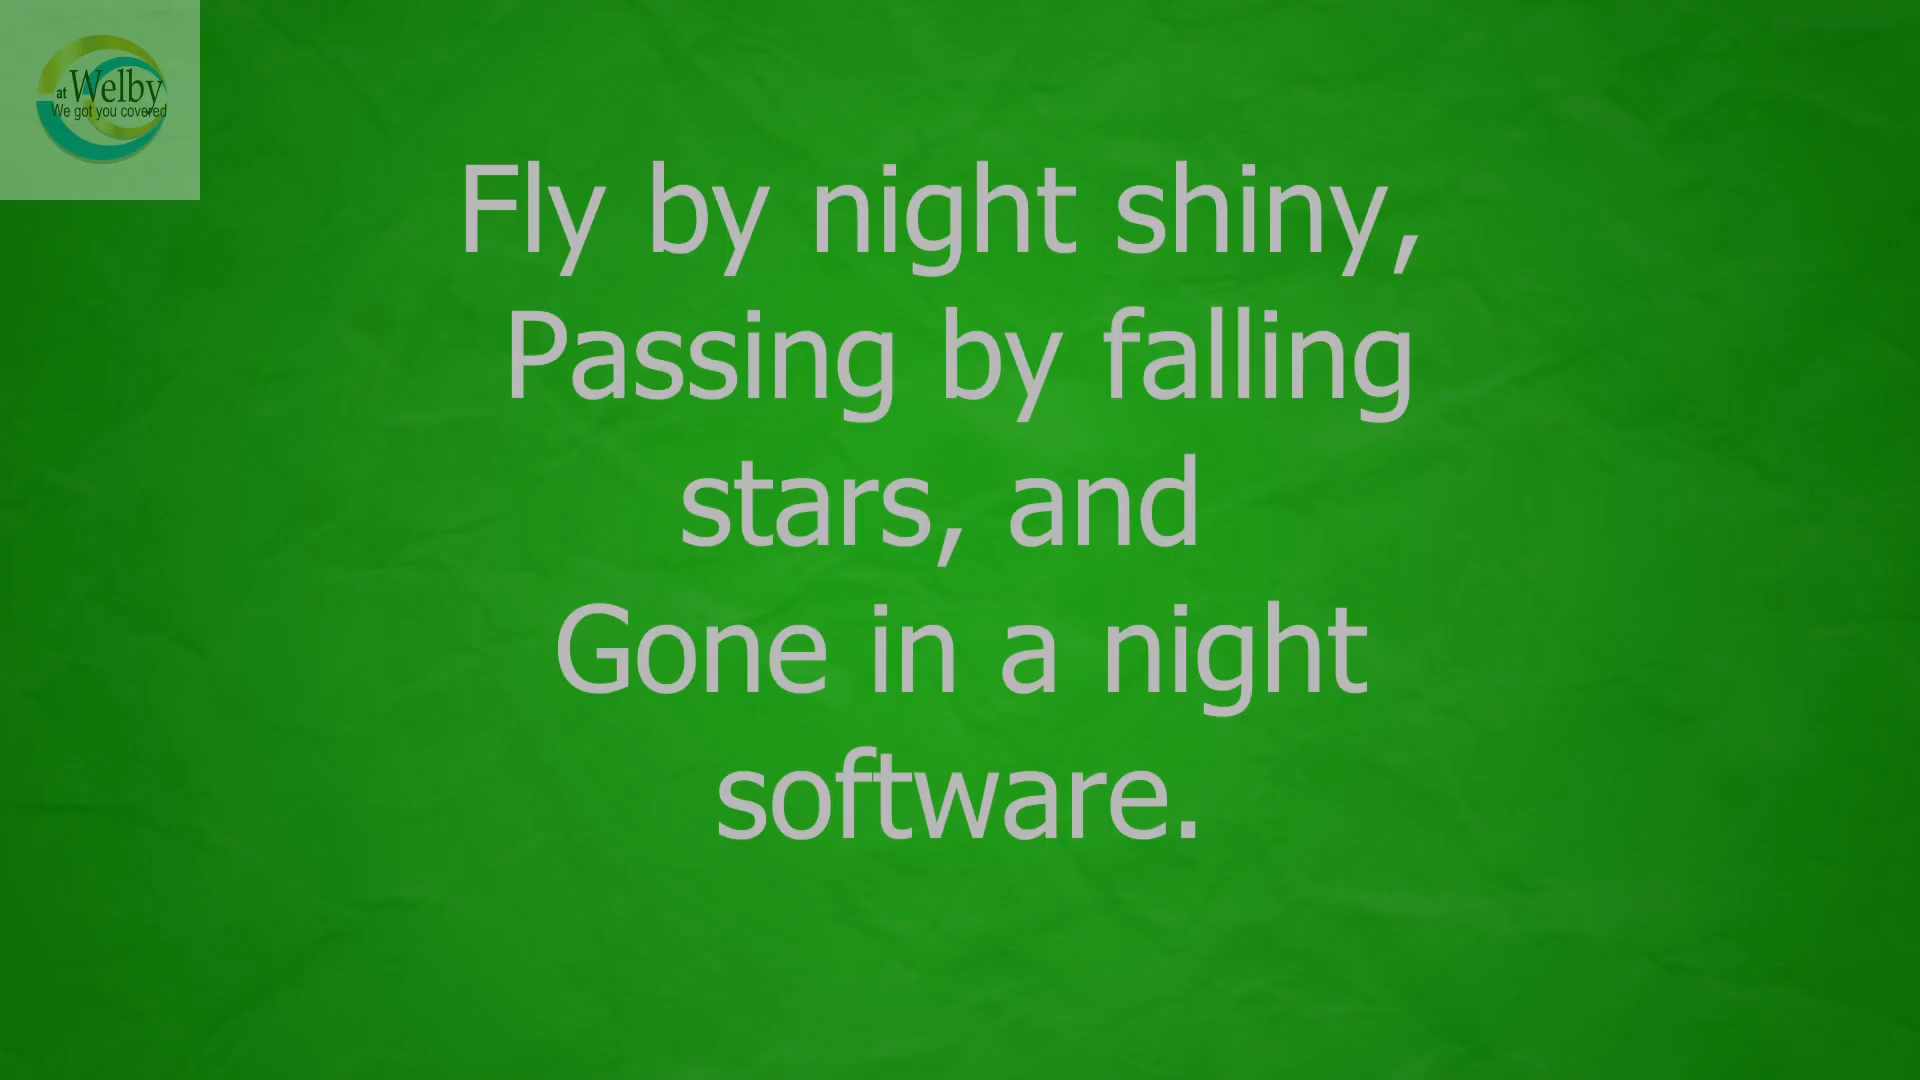 at Welby
We got you covered
Fly by night shiny,
Passing by falling
stars, and
Gone in a night
software.